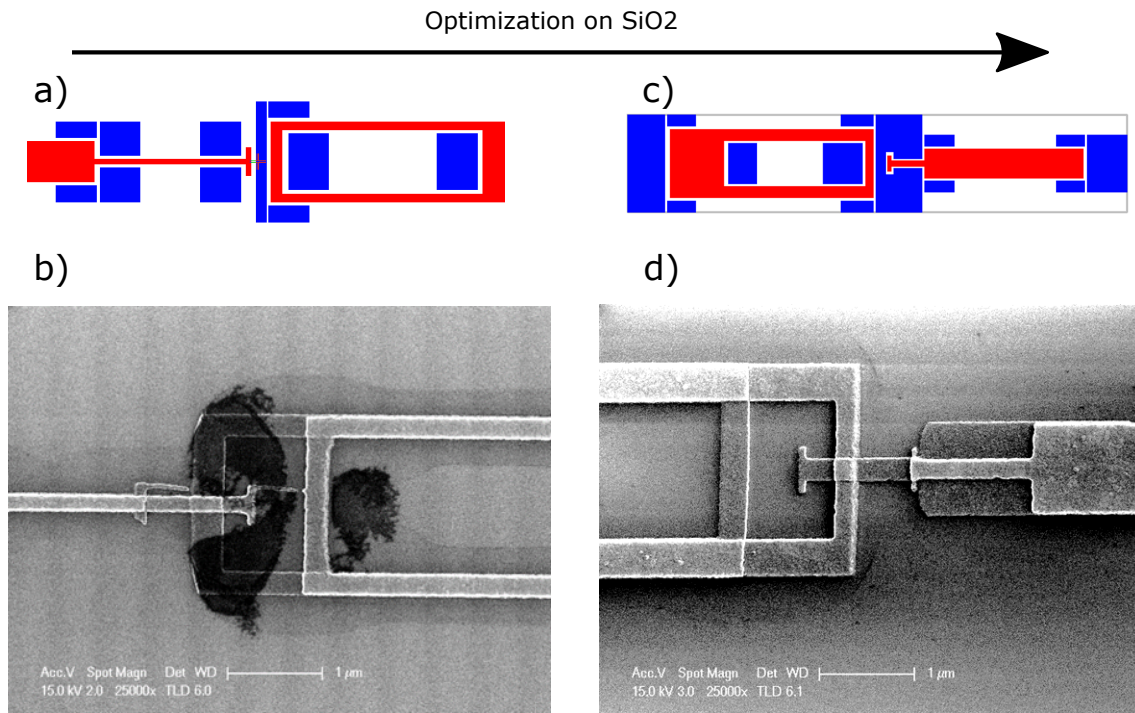 Optimization on SiO2
a)
c)
b)
d)
Acc.V Spot Magn Det WD 1 µm
15.0 kV 2.0 25000x TLD 6.0
Acc.V Spot Magn Det WD 1 µm
15.0 kV 3.0 25000x TLD 6.1